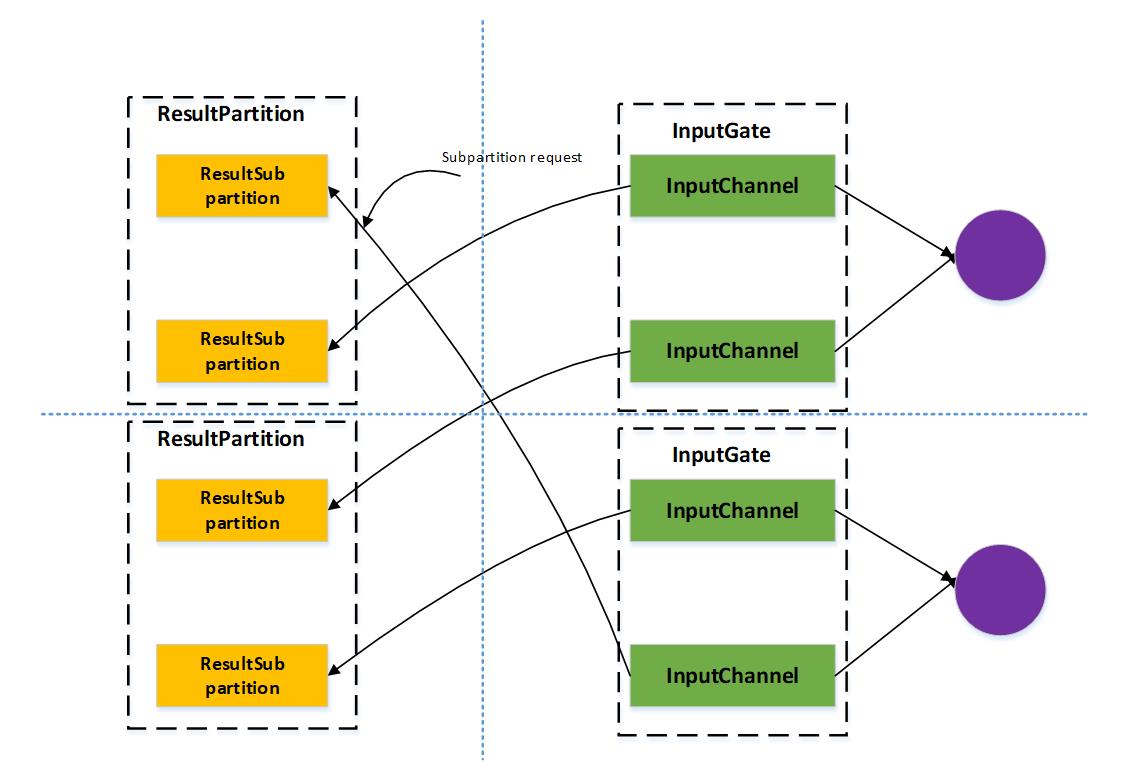 ResultPartition
ResultSub
partition
ResultSub
partition
Subpartition request
InputGate
InputChannel
InputChannel
ResultPartition
ResultSub
partition
ResultSub
partition
InputGate
InputChannel
InputChannel